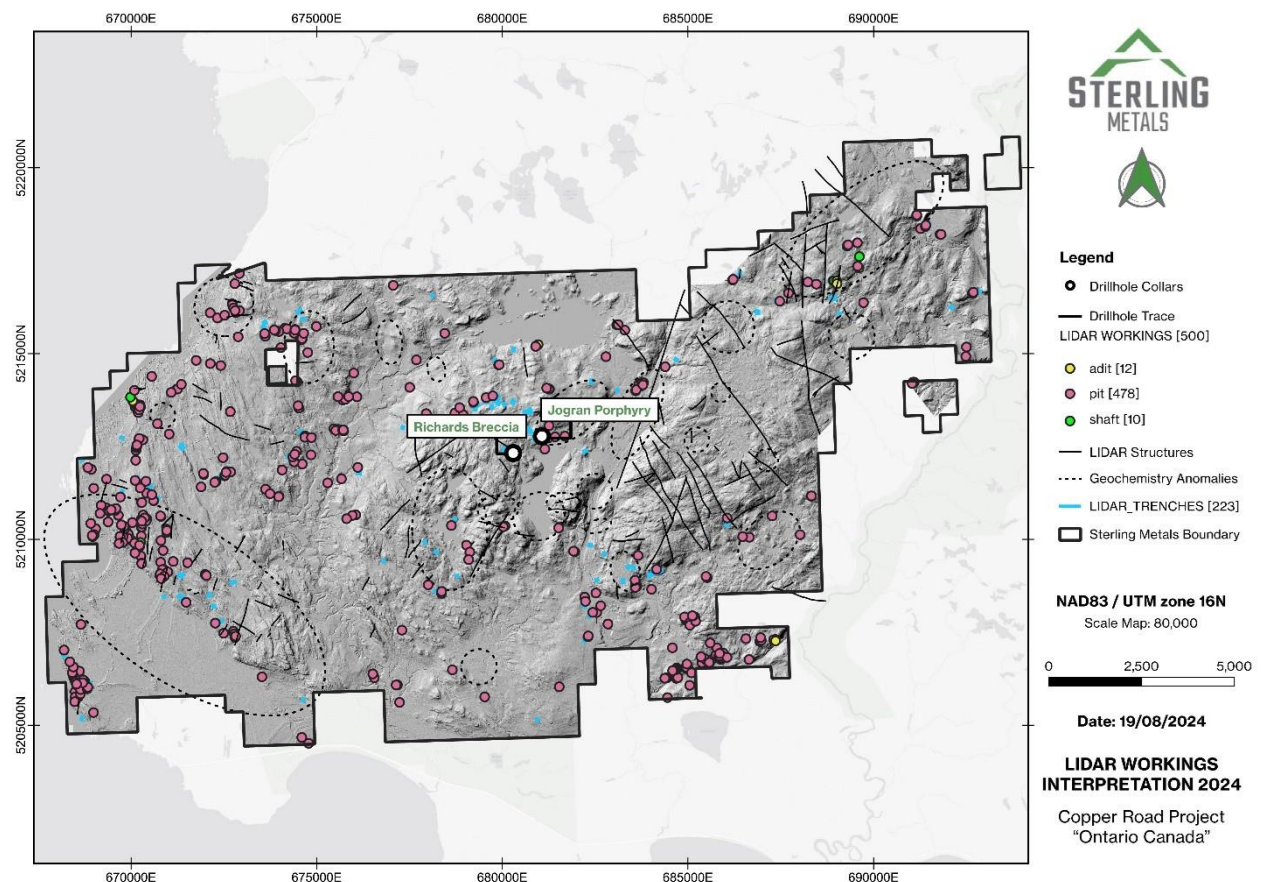 670000E 675000E 680000E 685000E 690000E
5220000N
5215000N
5210000N
5205000N
Richards Breccia
Jogran Porphyry
670000E 675000E 680000E 685000E 690000E
STERLING
METALS
Legend
Drillhole Collars
Drillhole Trace
LIDAR WORKINGS [500]
adit [12]
pit [478]
shaft [10]
LIDAR Structures
Geochemistry Anomalies
LIDAR_TRENCHES [223]
Sterling Metals Boundary
NAD83 / UTM zone 16N
Scale Map: 80,000
0 2,500 5,000
Date: 19/08/2024
LIDAR WORKINGS
INTERPRETATION 2024
Copper Road Project
“Ontario Canada”